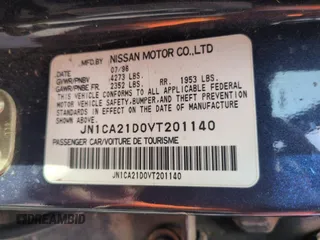 MFD. BY NISSAN MOTOR CO.,LTD
DATE 07/96
GVWR/PNBV 4273 LBS.
GAWR/PNBE FR. 2352 LBS. RR. 1953 LBS.
THIS VEHICLE CONFORMS TO ALL APPLICABLE FEDERAL
MOTOR VEHICLE SAFETY,BUMPER,AND THEFT PREVENTION
STANDARDS IN EFFECT ON THE DATE OF MANUFACTURE
SHOWN ABOVE.
JN1CA21D0VT201140
PASSENGER CAR/VOITURE DE TOURISME
JN1CA21D0VT201140
DREAMBID